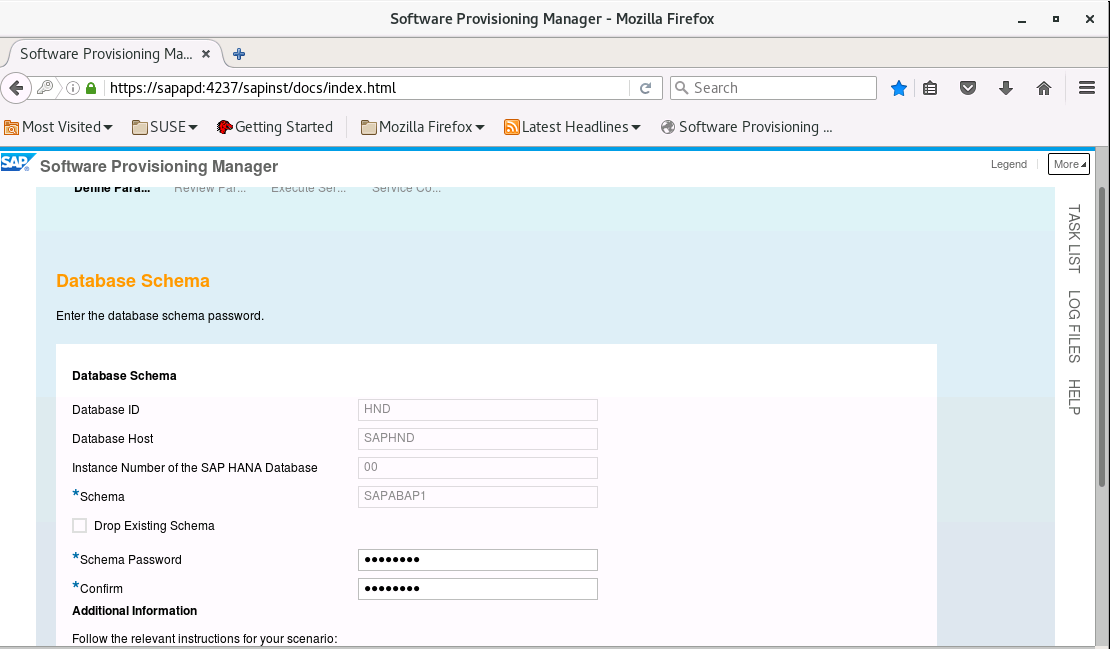 Software Provisioning Manager - Mozilla Firefox
Software Provisioning Ma...
https://sapapd:4237/sapinst/docs/index.html
Search
Most Visited
SUSE
Getting Started
Mozilla Firefox
Latest Headlines
Software Provisioning ...
SAP Software Provisioning Manager
Legend
More
Define Para...
Review Par...
Execute Ser...
Service Co...
TASK LIST
LOG FILES
HELP
Database Schema
Enter the database schema password.
Database Schema
Database ID HND
Database Host SAPHND
Instance Number of the SAP HANA Database 00
*Schema SAPABAP1
Drop Existing Schema
*Schema Password ••••••••
*Confirm ••••••••
Additional Information
Follow the relevant instructions for your scenario: